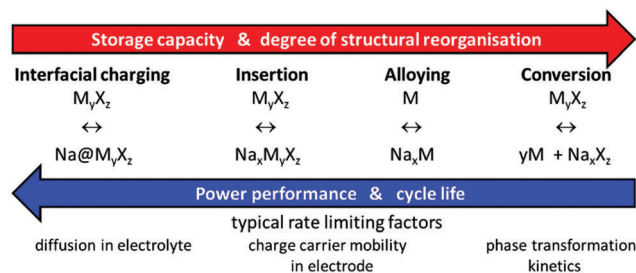 Storage capacity & degree of structural reorganisation
Interfacial charging Insertion Alloying Conversion
MyXz MyXz M MyXz
↔ ↔ ↔ ↔
Na@MyXz NaxMyXz NaxM yM + NaxXz
Power performance & cycle life
typical rate limiting factors
diffusion in electrolyte charge carrier mobility phase transformation
in electrode kinetics